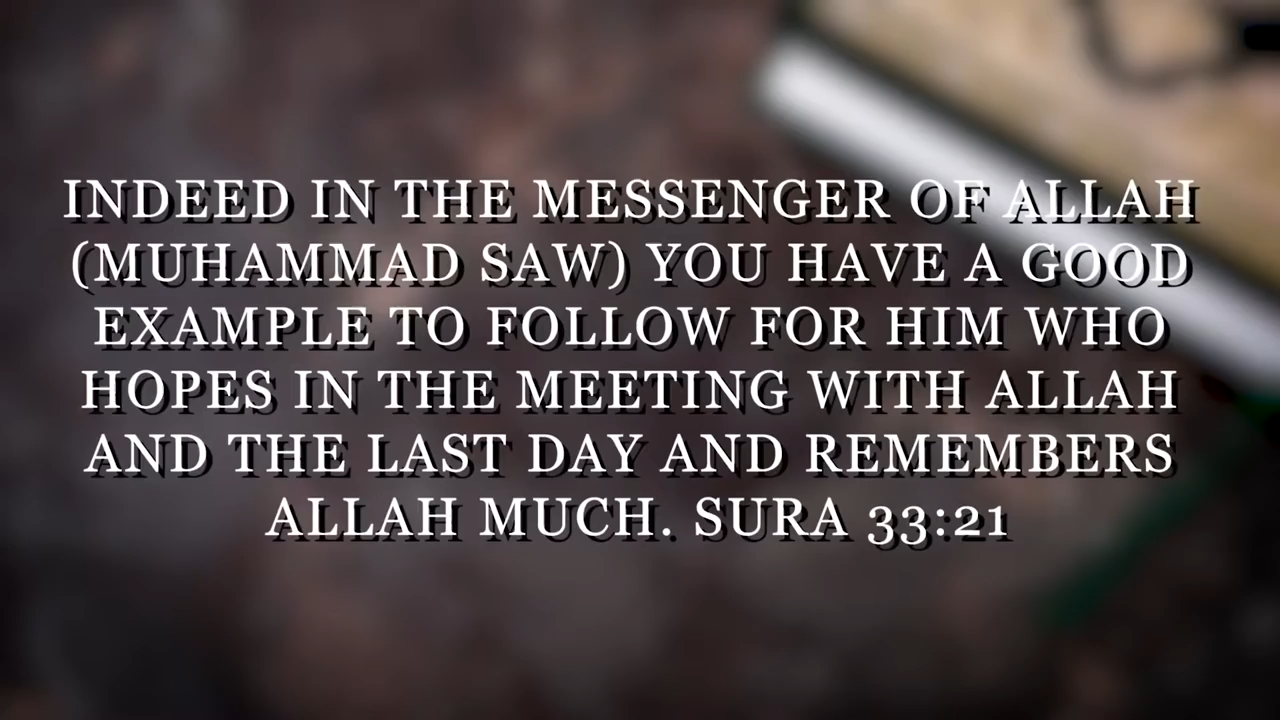 INDEED IN THE MESSENGER OF ALLAH
(MUHAMMAD SAW) YOU HAVE A GOOD
EXAMPLE TO FOLLOW FOR HIM WHO
HOPES IN THE MEETING WITH ALLAH
AND THE LAST DAY AND REMEMBERS
ALLAH MUCH. SURA 33:21